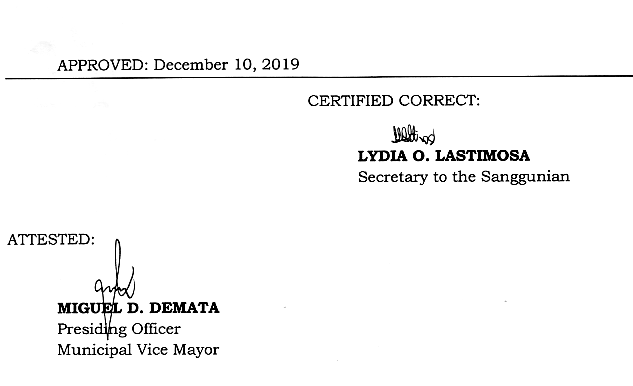 APPROVED: December 10, 2019
CERTIFIED CORRECT:
LYDIA O. LASTIMOSA
Secretary to the Sanggunian
ATTESTED:
MIGUEL D. DEMATA
Presiding Officer
Municipal Vice Mayor